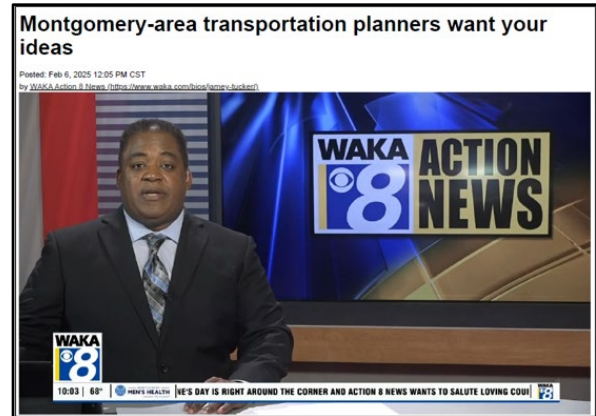 Montgomery-area transportation planners want your
ideas
Posted: Feb 6, 2025 12:05 PM CST
by WAKA Action 8 News (https://www.waka.com/bios/jamey-tucker/)
WAKA
8
ACTION
NEWS
WAKA
8
10:03 68° MEN'S HEALTH NE'S DAY IS RIGHT AROUND THE CORNER AND ACTION 8 NEWS WANTS TO SALUTE LOVING COU WAKA 8